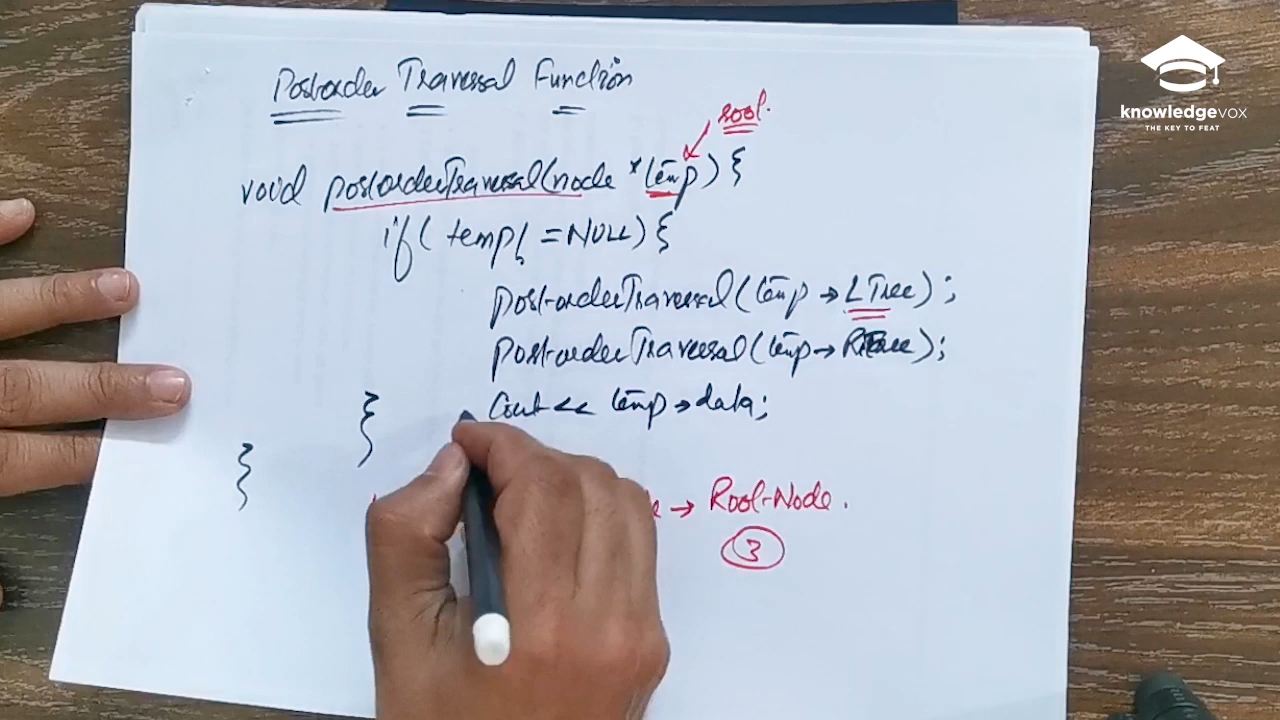 Postorder Traversal Function
root.
void postorderTraversal(node *temp) {
if( temp != NULL) {
postorderTraversal(temp → LTree);
postorderTraversal(temp → RTree);
Cout << temp → data;
}
}
→ Root-Node.
3
knowledgevox
THE KEY TO FEAT